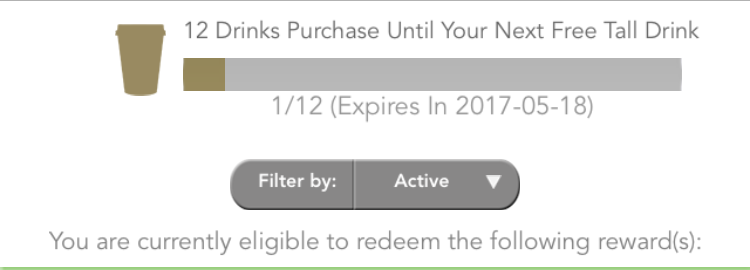 12 Drinks Purchase Until Your Next Free Tall Drink
1/12 (Expires In 2017-05-18)
Filter by: Active
You are currently eligible to redeem the following reward(s):